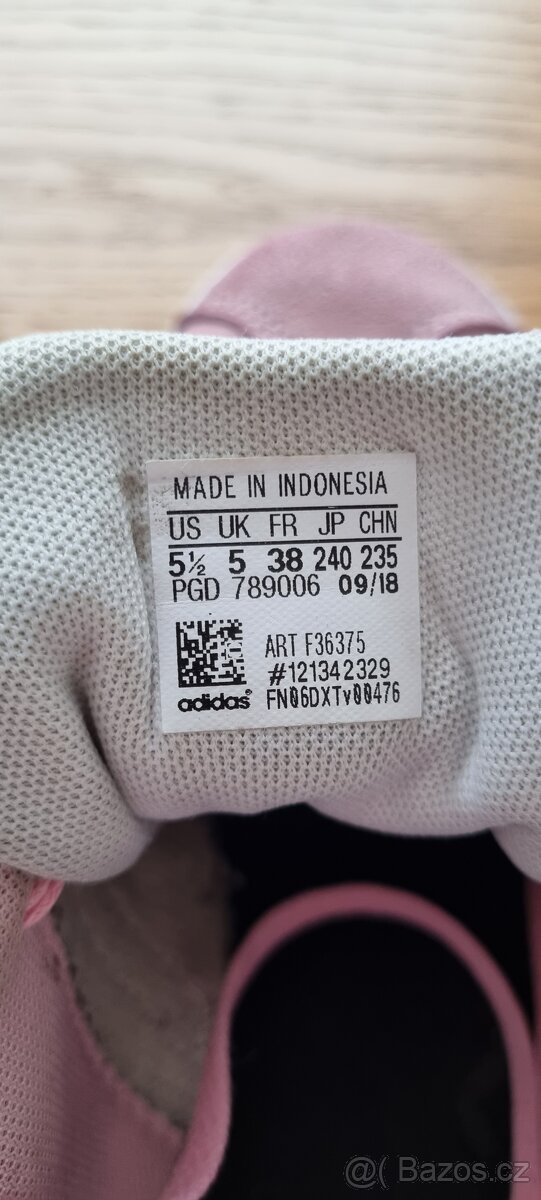 MADE IN INDONESIA
US UK FR JP CHN
5½ 5 38 240 235
PGD 789006 09/18
ART F36375
#121342329
adidas® FN06DXTv00476
@( Bazos.cz